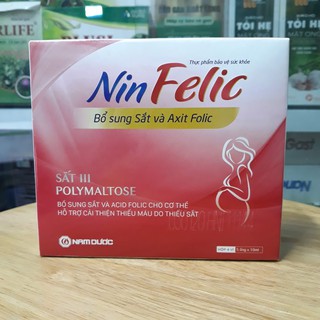 Thực phẩm bảo vệ sức khỏe
NinFelic
Bổ sung Sắt và Axit Folic
SẮT III
POLYMALTOSE
BỔ SUNG SẮT VÀ ACID FOLIC CHO CƠ THỂ
HỖ TRỢ CẢI THIỆN THIẾU MÁU DO THIẾU SẮT
NAM DƯỢC